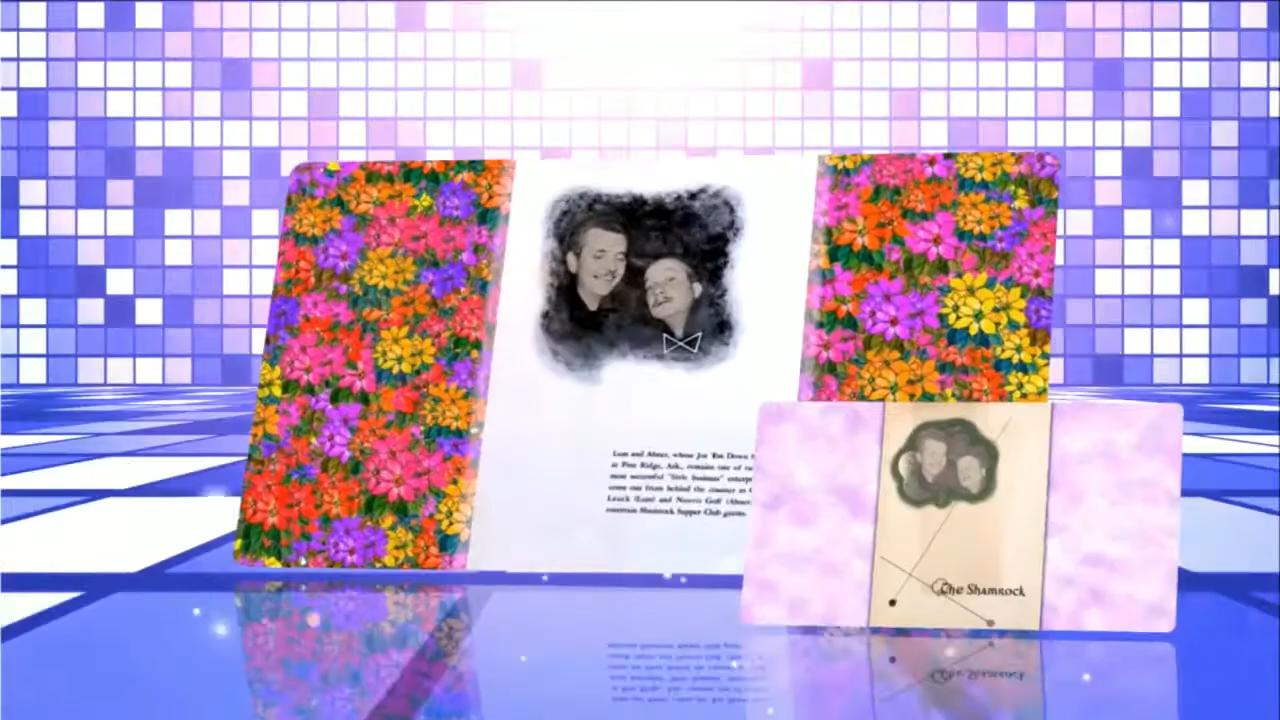 Lum and Abner, whose Jot 'Em Down
at Pine Ridge, Ark., remains one of
most successful "little business"
come out from behind the counter as
Lauck (Lum) and Norris Goff (Abner)
entertain Shamrock Supper Club guests.
The Shamrock